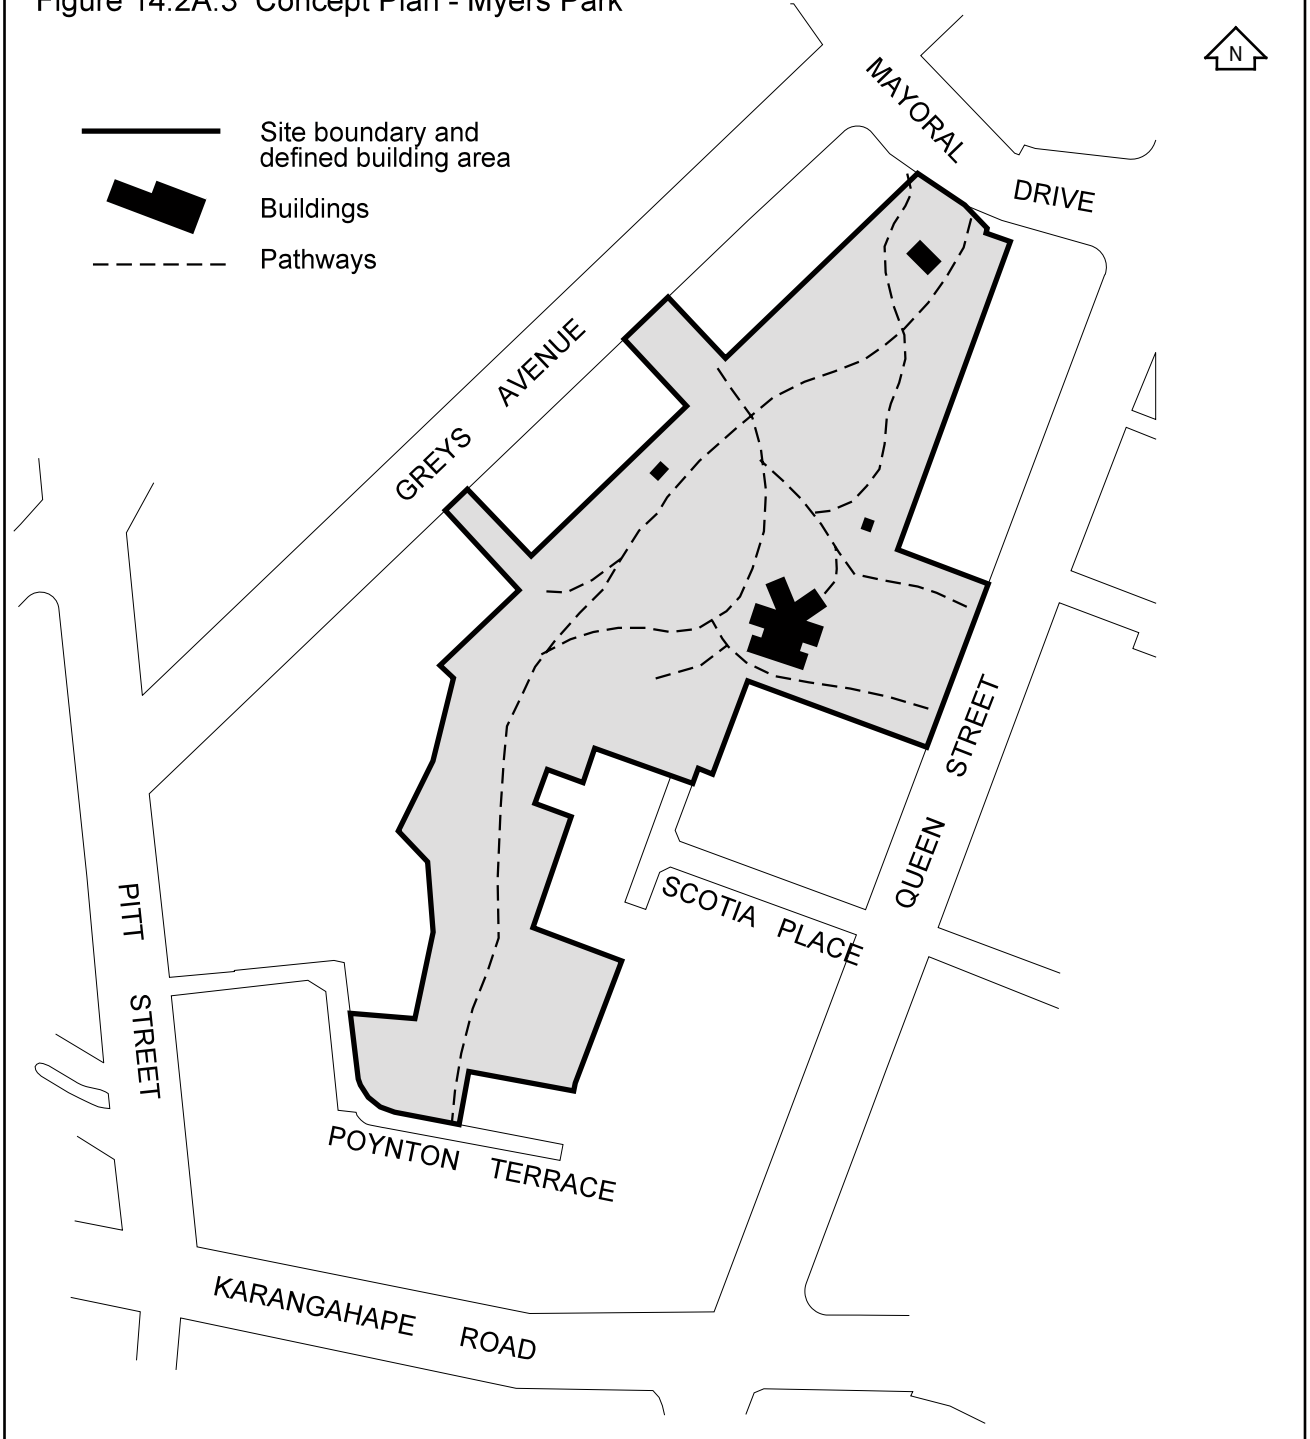 Figure 14.2A.3 Concept Plan - Myers Park
N
MAYORAL
DRIVE
Site boundary and
defined building area
Buildings
Pathways
GREYS AVENUE
QUEEN STREET
SCOTIA PLACE
PITT STREET
POYNTON TERRACE
KARANGAHAPE ROAD